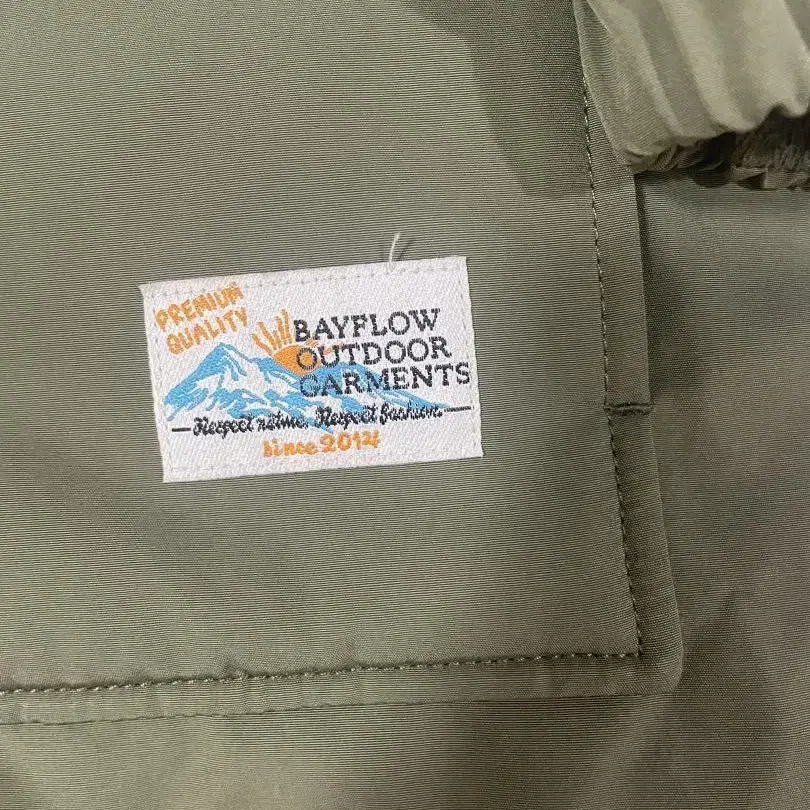 PREMIUM
QUALITY
BAYFLOW
OUTDOOR
GARMENTS
Respect nature. Respect fashion.
since 2014